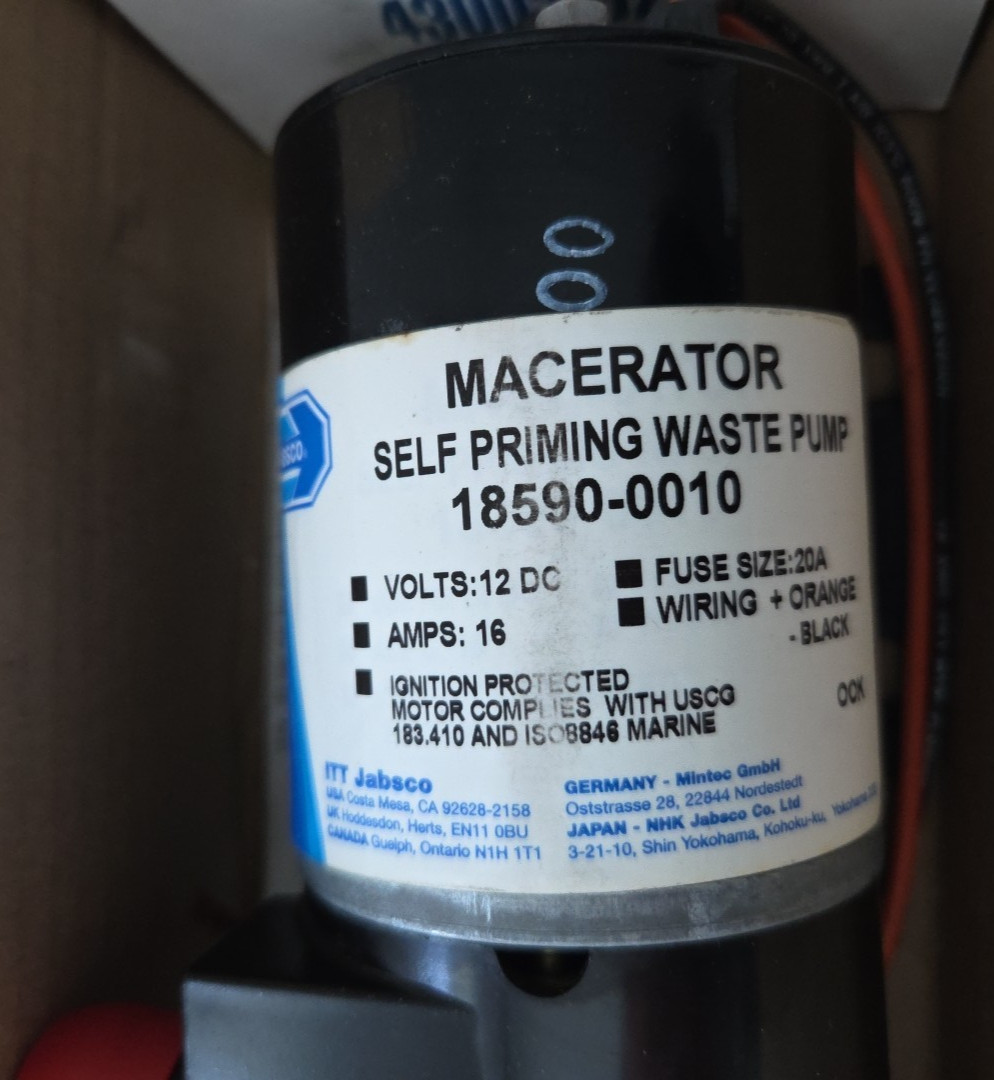 MACERATOR
SELF PRIMING WASTE PUMP
18590-0010
VOLTS:12 DC
AMPS: 16
IGNITION PROTECTED
MOTOR COMPLIES WITH USCG
183.410 AND ISO8846 MARINE
FUSE SIZE:20A
WIRING + ORANGE
- BLACK
OCK
ITT Jabsco
USA Costa Mesa, CA 92628-2158
UK Hoddesdon, Herts, EN11 0BU
CANADA Guelph, Ontario N1H 1T1
GERMANY - Mintec GmbH
Oststrasse 28, 22844 Nordestedt
JAPAN - NHK Jabsco Co. Ltd
3-21-10, Shin Yokohama, Kohoku-ku, Yokohama